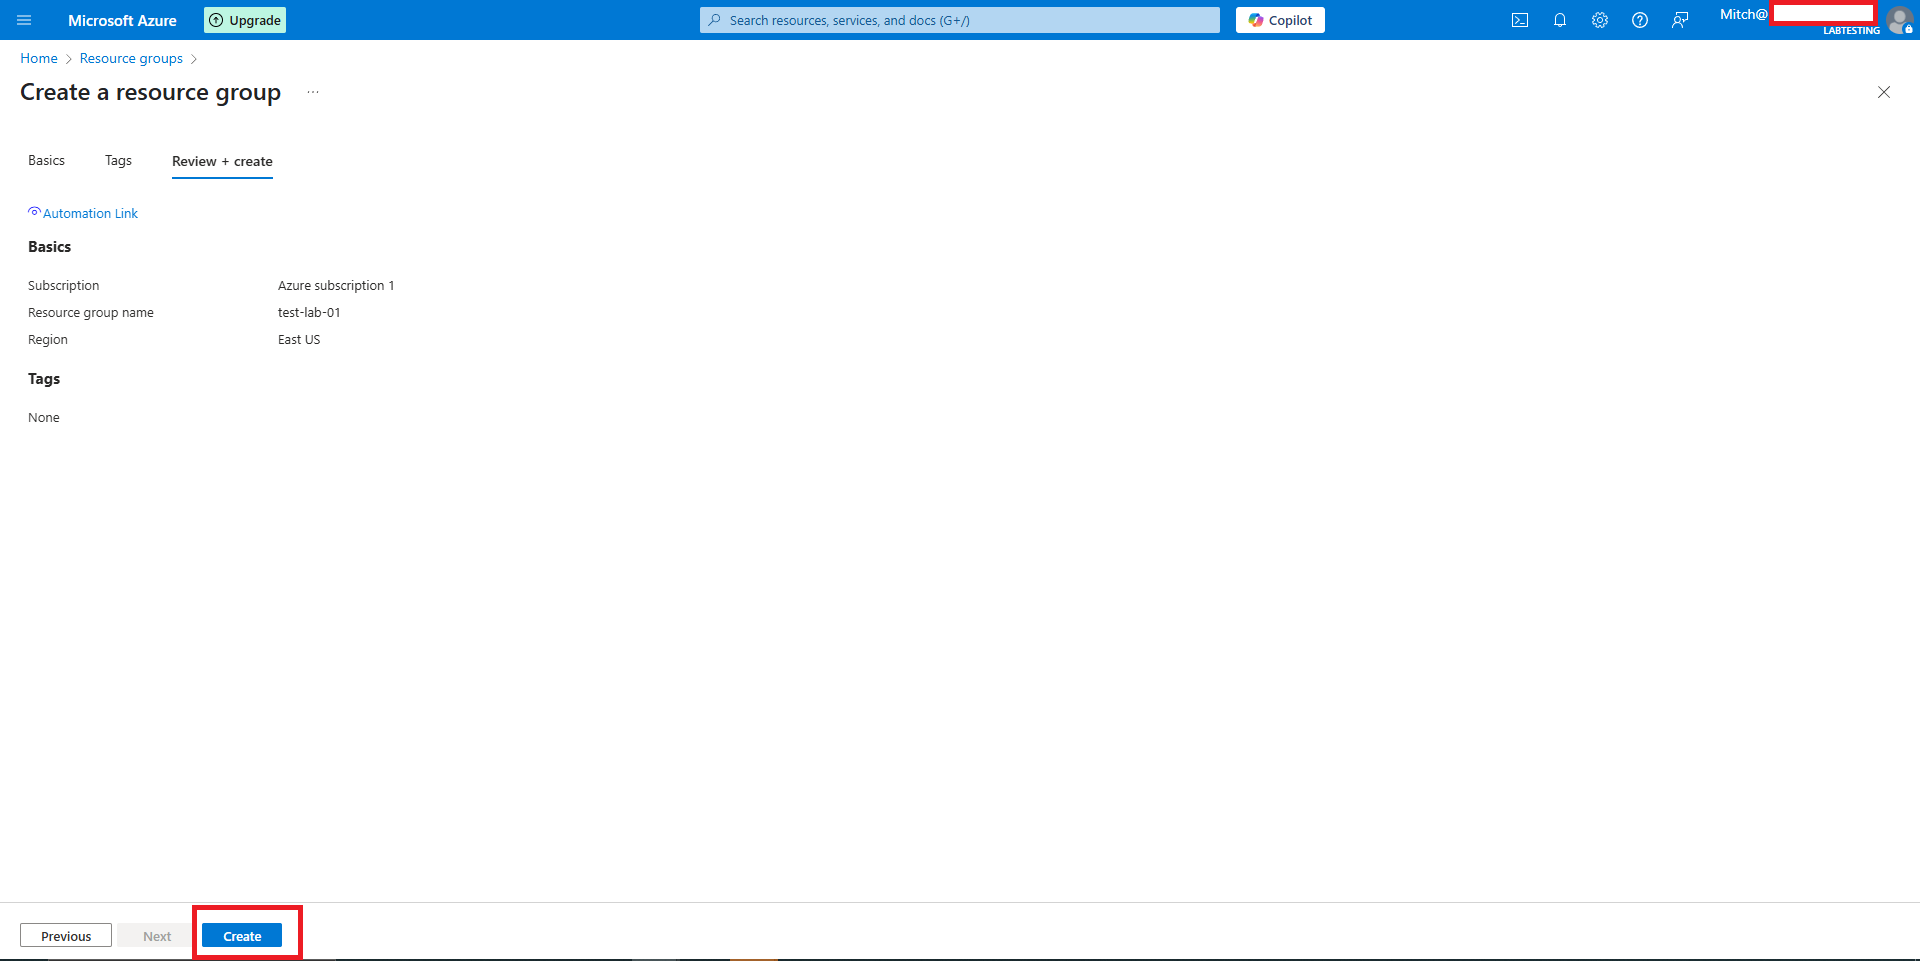 Microsoft Azure Upgrade Search resources, services, and docs (G+/) Copilot Mitch@
LABTESTING
Home > Resource groups >
Create a resource group ...
Basics Tags Review + create
Automation Link
Basics
Subscription Azure subscription 1
Resource group name test-lab-01
Region East US
Tags
None
Previous Next Create